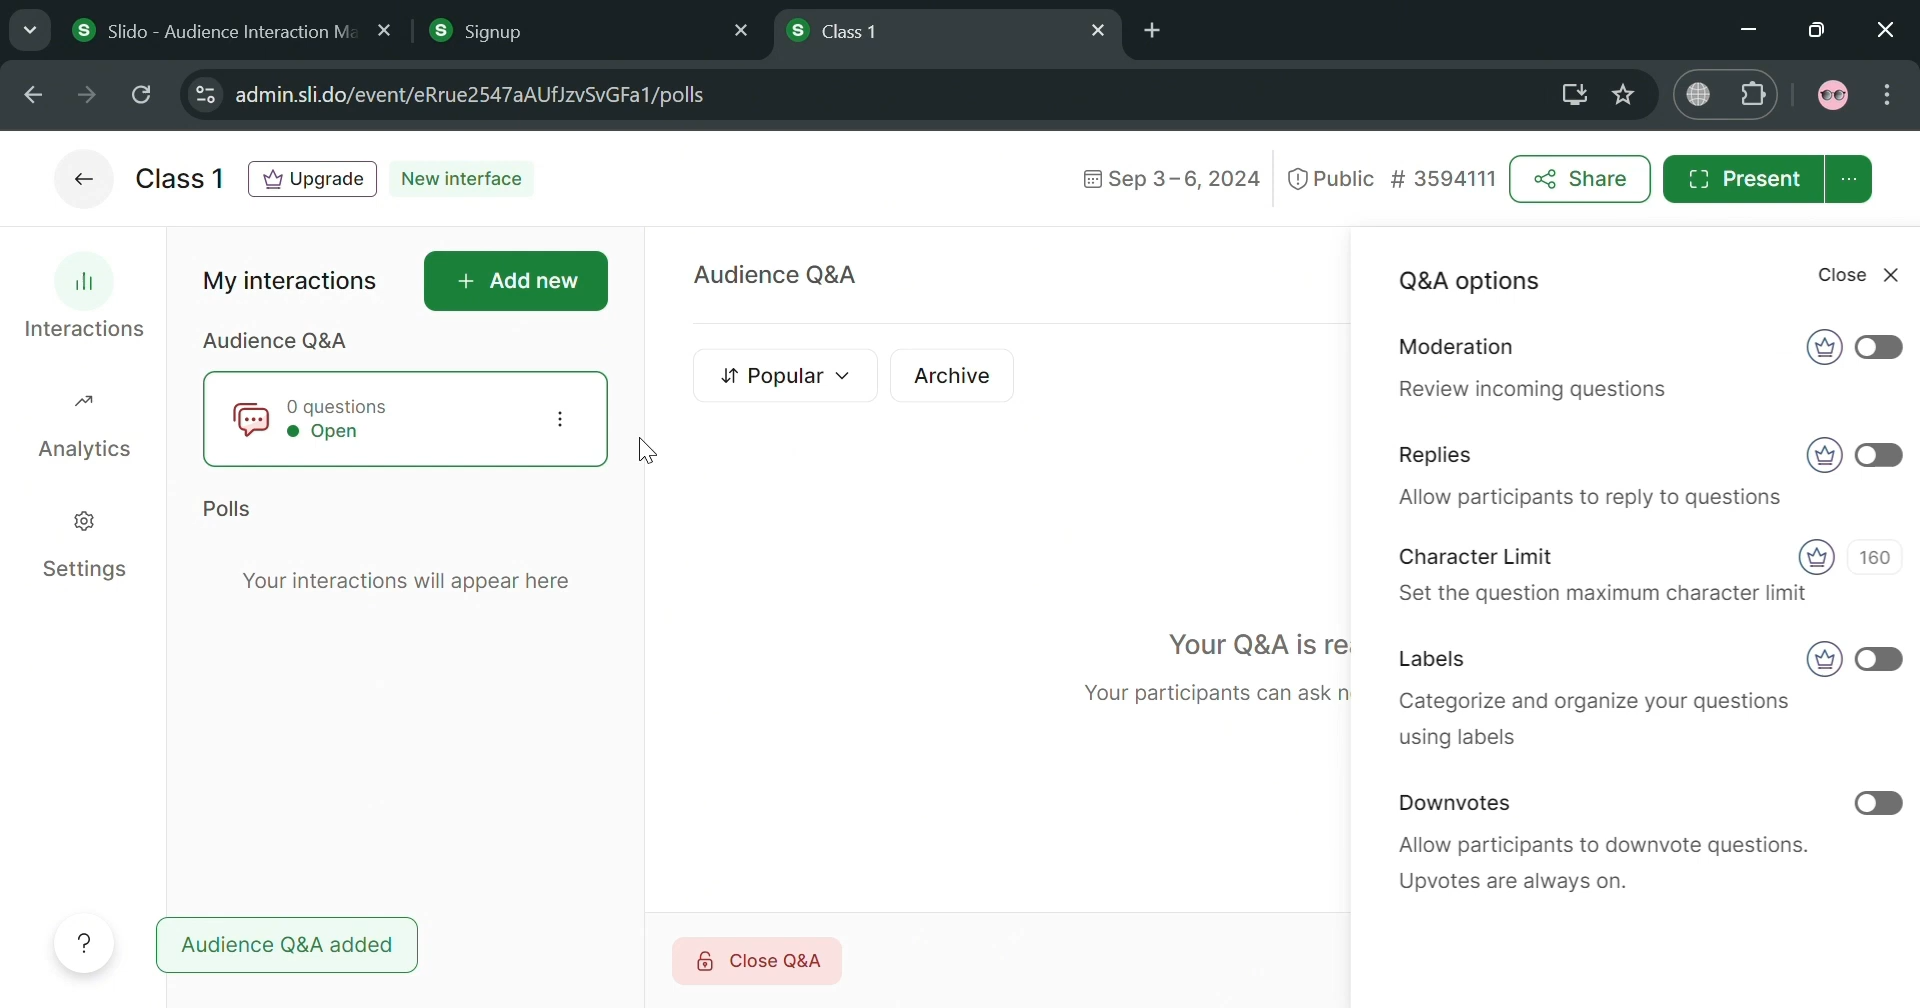 Slido - Audience Interaction Ma
Signup
Class 1
admin.sli.do/event/eRrue2547aAUfJzvSvGFa1/polls
Class 1
Upgrade
New interface
Sep 3–6, 2024
Public
# 3594111
Share
Present
Interactions
Analytics
Settings
My interactions
+ Add new
Audience Q&A
0 questions
Open
Polls
Your interactions will appear here
Audience Q&A
Popular
Archive
Your Q&A is re
Your participants can ask n
Q&A options
Close
Moderation
Review incoming questions
Replies
Allow participants to reply to questions
Character Limit
160
Set the question maximum character limit
Labels
Categorize and organize your questions
using labels
Downvotes
Allow participants to downvote questions.
Upvotes are always on.
?
Audience Q&A added
Close Q&A